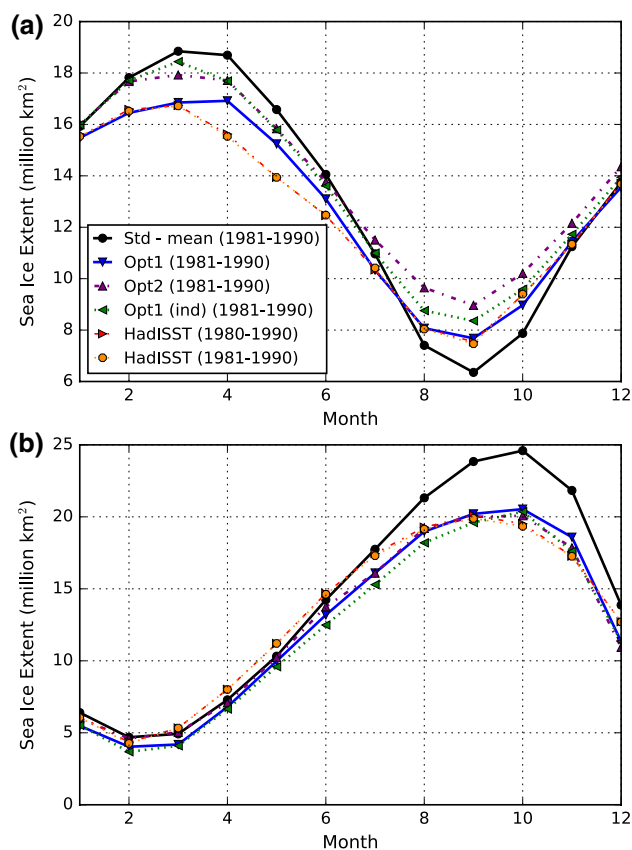 (a)
Sea Ice Extent (million km²)
20
18
16
14
12
10
8
6
Std - mean (1981-1990)
Opt1 (1981-1990)
Opt2 (1981-1990)
Opt1 (ind) (1981-1990)
HadISST (1980-1990)
HadISST (1981-1990)
2 4 6 8 10 12
Month
(b)
Sea Ice Extent (million km²)
25
20
15
10
5
0
2 4 6 8 10 12
Month